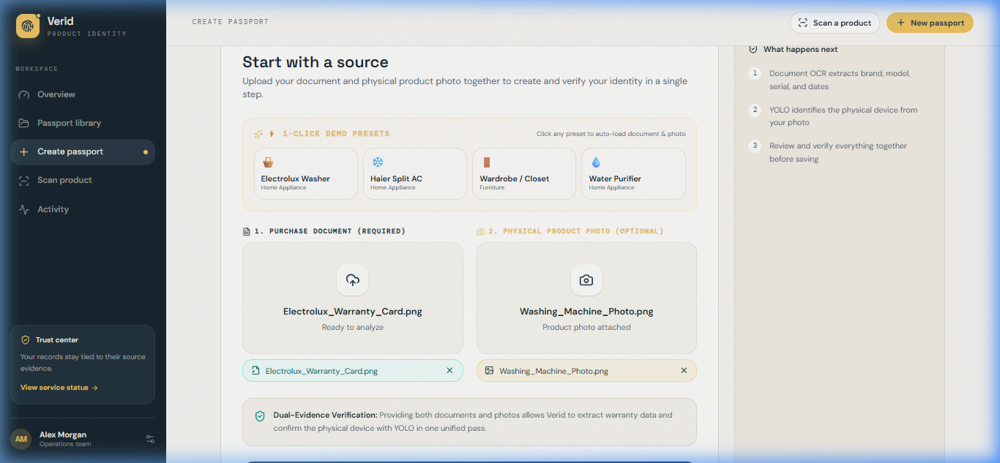 Verid
PRODUCT IDENTITY
WORKSPACE
Overview
Passport library
Create passport
Scan product
Activity
Trust center
Your records stay tied to their source
evidence.
View service status →
AM
Alex Morgan
Operations team
CREATE PASSPORT
Scan a product
+ New passport
Start with a source
Upload your document and physical product photo together to create and verify your identity in a single
step.
1-CLICK DEMO PRESETS
Click any preset to auto-load document & photo
Electrolux Washer
Home Appliance
Haier Split AC
Home Appliance
Wardrobe / Closet
Furniture
Water Purifier
Home Appliance
1. PURCHASE DOCUMENT (REQUIRED)
Electrolux_Warranty_Card.png
Ready to analyze
Electrolux_Warranty_Card.png
2. PHYSICAL PRODUCT PHOTO (OPTIONAL)
Washing_Machine_Photo.png
Product photo attached
Washing_Machine_Photo.png
Dual-Evidence Verification: Providing both documents and photos allows Verid to extract warranty data and
confirm the physical device with YOLO in one unified pass.
What happens next
1 Document OCR extracts brand, model,
serial, and dates
2 YOLO identifies the physical device from
your photo
3 Review and verify everything together
before saving